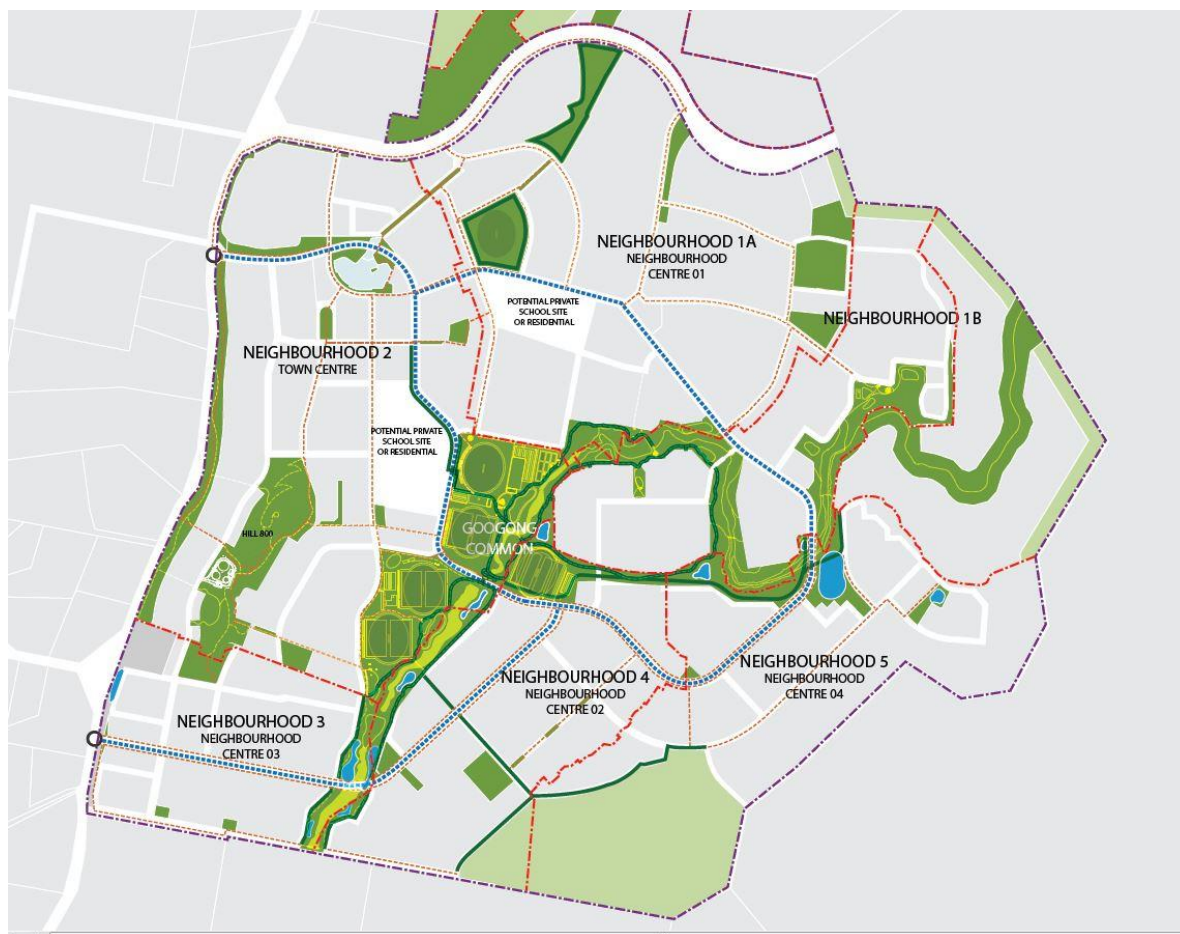 NEIGHBOURHOOD 1A
NEIGHBOURHOOD
CENTRE 01
POTENTIAL PRIVATE
SCHOOL SITE
OR RESIDENTIAL
NEIGHBOURHOOD 1B
NEIGHBOURHOOD 2
TOWN CENTRE
POTENTIAL PRIVATE
SCHOOL SITE
OR RESIDENTIAL
GOOGONG
COMMON
HILL 800
NEIGHBOURHOOD 5
NEIGHBOURHOOD
CENTRE 04
NEIGHBOURHOOD 4
NEIGHBOURHOOD
CENTRE 02
NEIGHBOURHOOD 3
NEIGHBOURHOOD
CENTRE 03